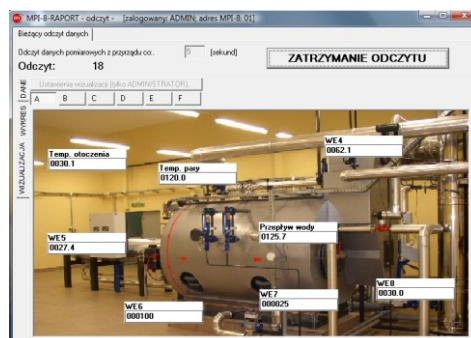 MPI-8-RAPORT - odczyt - [zalogowany: ADMIN; adres MPI-8: 01]
Bieżący odczyt danych
Odczyt danych pomiarowych z przyrządu co:. 5 [sekund]
ZATRZYMANIE ODCZYTU
Odczyt: 18
Ustawienia wizualizacji (tylko ADMINISTRATOR)...
A B C D E F
DANE
WYKRES
WIZUALIZACJA
WE4
0062.1
Temp. otoczenia
0030.1
Temp. pary
0120.0
Przepływ wody
0125.7
WE5
0027.4
WE8
0030.0
WE7
000025
WE6
000100